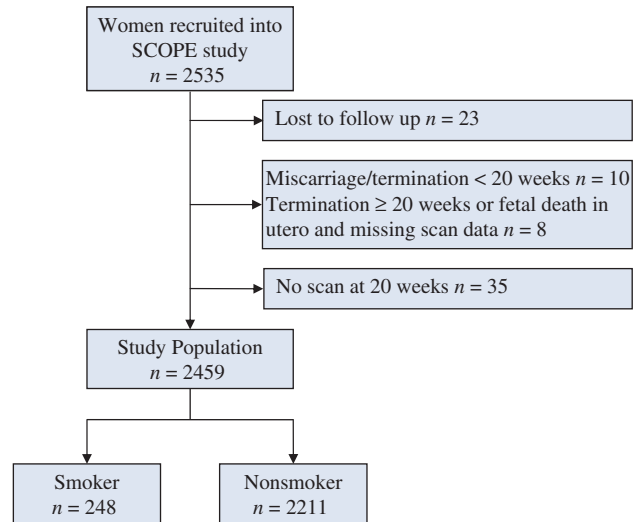 Women recruited into
SCOPE study
n = 2535
Lost to follow up n = 23
Miscarriage/termination < 20 weeks n = 10
Termination ≥ 20 weeks or fetal death in
utero and missing scan data n = 8
No scan at 20 weeks n = 35
Study Population
n = 2459
Smoker
n = 248
Nonsmoker
n = 2211